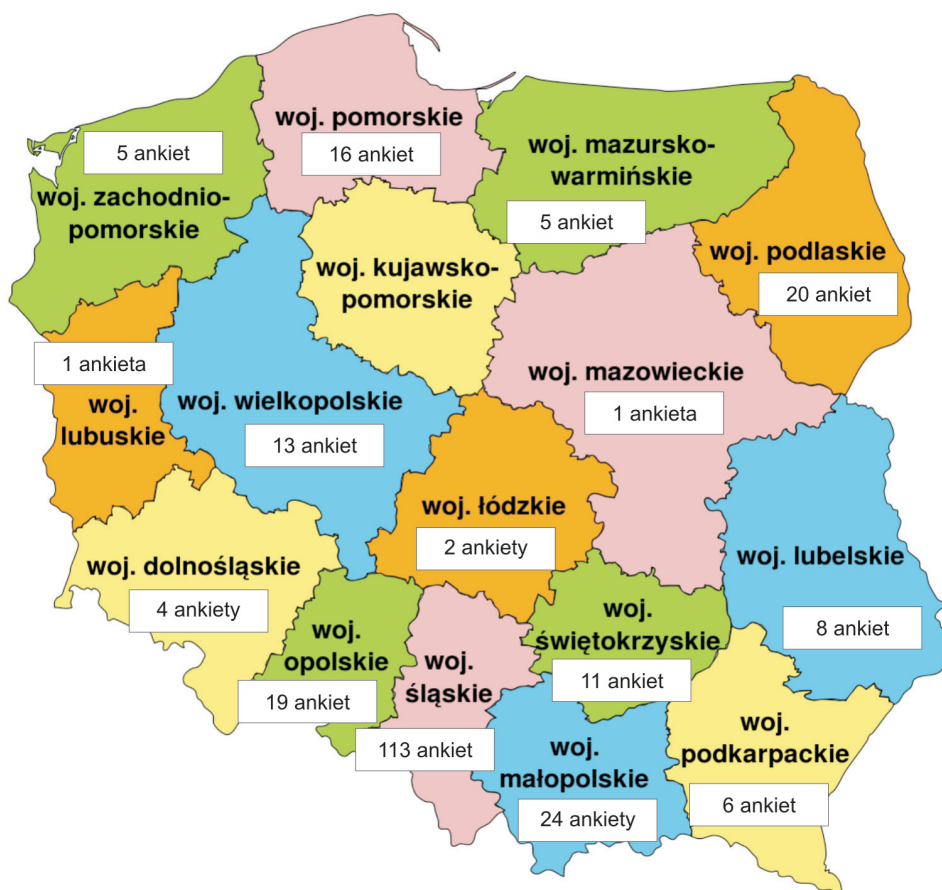 woj. pomorskie
16 ankiet
5 ankiet
woj. zachodnio-
pomorskie
woj. mazursko-
warmińskie
5 ankiet
woj. podlaskie
20 ankiet
woj. kujawsko-
pomorskie
1 ankieta
woj.
lubuskie
woj. wielkopolskie
13 ankiet
woj. mazowieckie
1 ankieta
woj. łódzkie
2 ankiety
woj. lubelskie
8 ankiet
woj. dolnośląskie
4 ankiety
woj.
opolskie
19 ankiet
woj.
śląskie
113 ankiet
woj.
świętokrzyskie
11 ankiet
woj.
małopolskie
24 ankiety
woj.
podkarpackie
6 ankiet